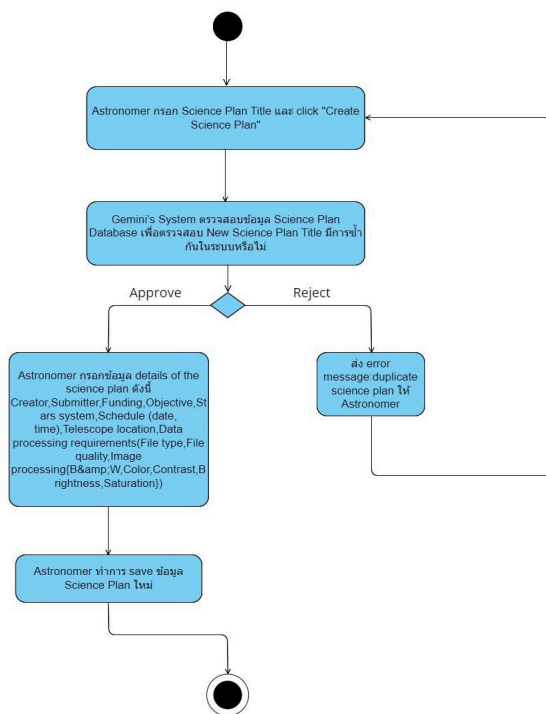 Astronomer กรอก Science Plan Title และ click "Create
Science Plan"
Gemini's System ตรวจสอบข้อมูล Science Plan
Database เพื่อตรวจสอบ New Science Plan Title มีการซ้ำ
กันในระบบหรือไม่
Approve
Reject
Astronomer กรอกข้อมูล details of the
science plan ดังนี้
Creator,Submitter,Funding,Objective,St
ars system,Schedule (date,
time),Telescope location,Data
processing requirements(File type,File
quality,Image
processing{B&amp;W,Color,Contrast,B
rightness,Saturation})
ส่ง error
message:duplicate
science plan ให้
Astronomer
Astronomer ทำการ save ข้อมูล
Science Plan ใหม่